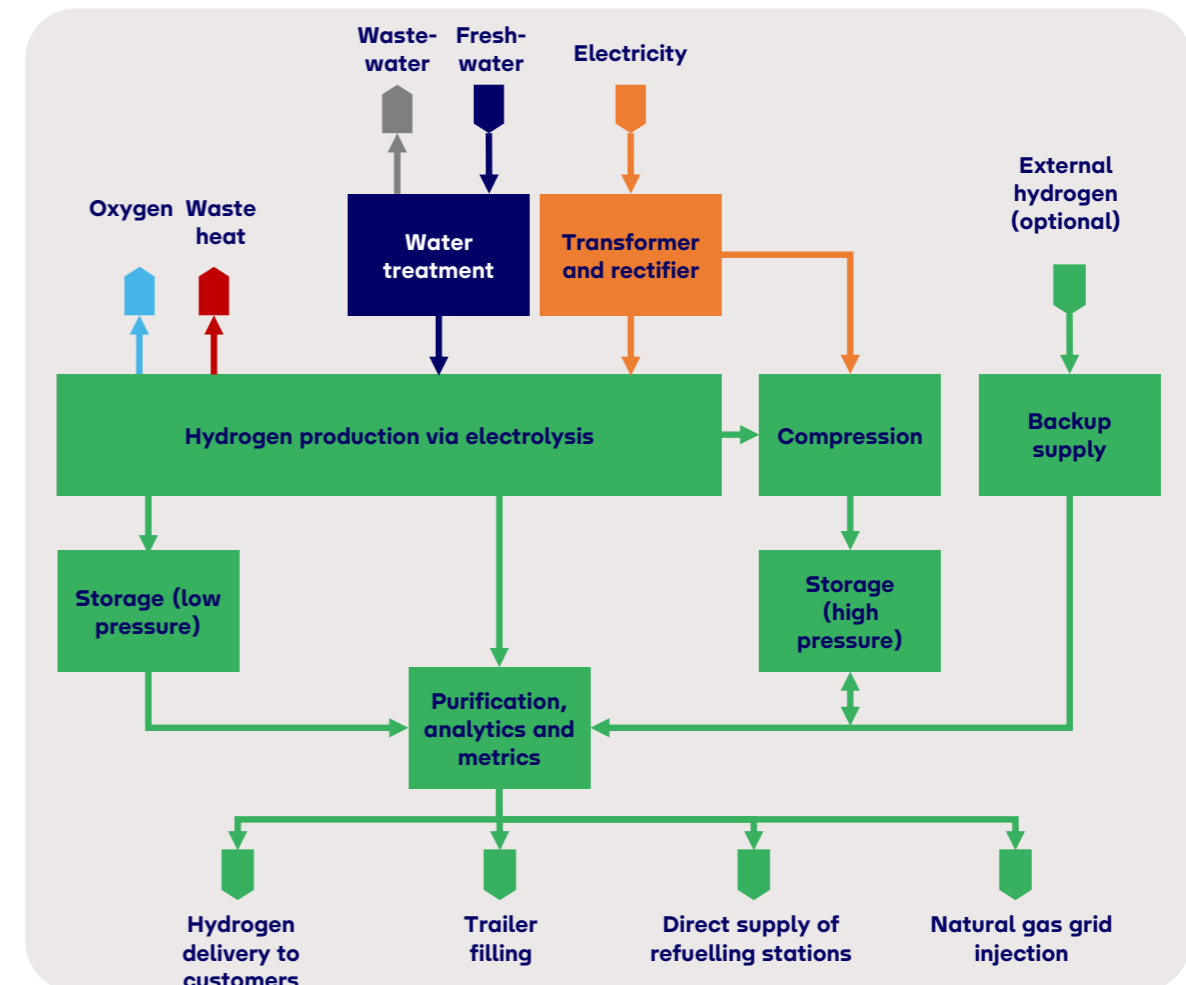 Waste-
water
Fresh-
water
Electricity
External
hydrogen
(optional)
Oxygen
Waste
heat
Water
treatment
Transformer
and rectifier
Hydrogen production via electrolysis
Compression
Backup
supply
Storage (low
pressure)
Storage
(high
pressure)
Purification,
analytics and
metrics
Hydrogen
delivery to
customers
Trailer
filling
Direct supply of
refuelling stations
Natural gas grid
injection